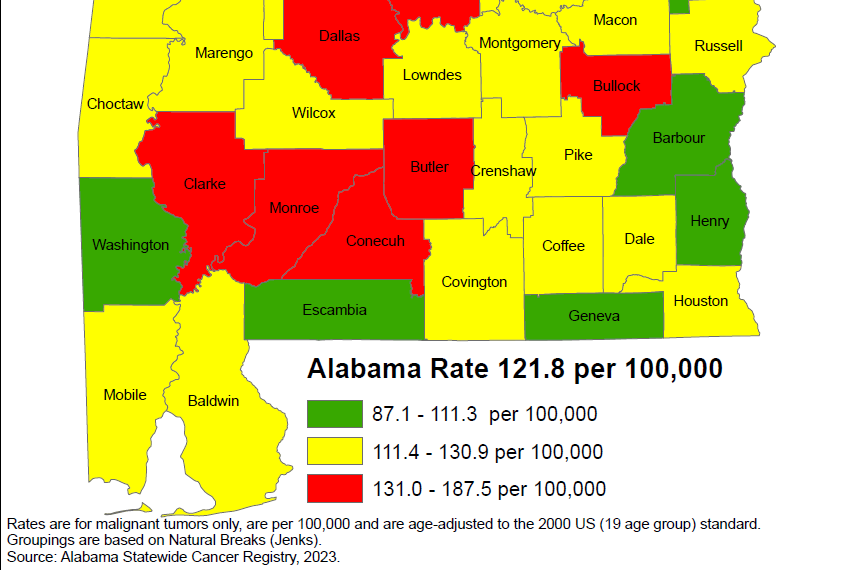 Macon
Dallas
Montgomery
Russell
Marengo
Lowndes
Bullock
Choctaw
Wilcox
Barbour
Pike
Butler
Crenshaw
Clarke
Monroe
Henry
Conecuh
Dale
Washington
Coffee
Covington
Houston
Escambia
Geneva
Alabama Rate 121.8 per 100,000
Mobile
Baldwin
87.1 - 111.3 per 100,000
111.4 - 130.9 per 100,000
131.0 - 187.5 per 100,000
Rates are for malignant tumors only, are per 100,000 and are age-adjusted to the 2000 US (19 age group) standard.
Groupings are based on Natural Breaks (Jenks).
Source: Alabama Statewide Cancer Registry, 2023.